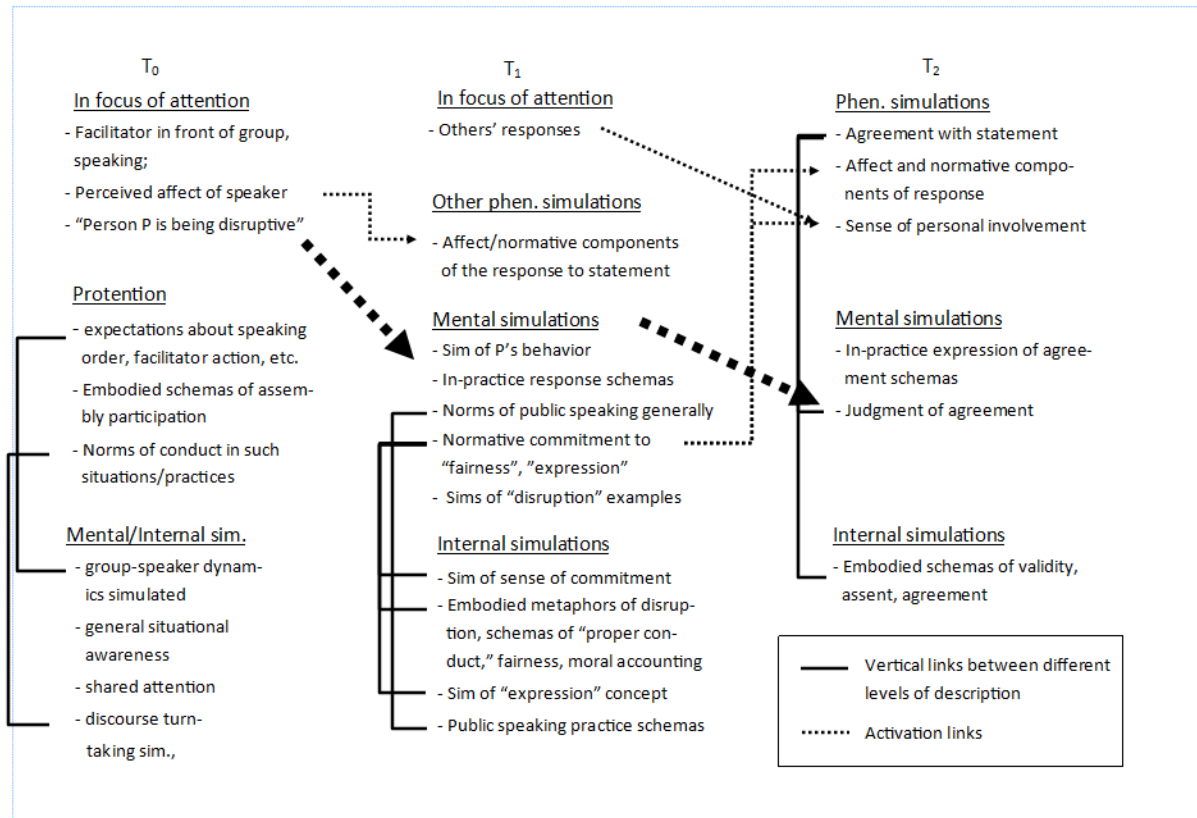 T0
In focus of attention
- Facilitator in front of group,
speaking;
- Perceived affect of speaker
- “Person P is being disruptive”
Protention
- expectations about speaking
order, facilitator action, etc.
- Embodied schemas of assem-
bly participation
- Norms of conduct in such
situations/practices
Mental/Internal sim.
- group-speaker dynam-
ics simulated
- general situational
awareness
- shared attention
- discourse turn-
taking sim.,
T1
In focus of attention
- Others’ responses
Other phen. simulations
- Affect/normative components
of the response to statement
Mental simulations
- Sim of P’s behavior
- In-practice response schemas
- Norms of public speaking generally
- Normative commitment to
“fairness”, ”expression”
- Sims of “disruption” examples
Internal simulations
- Sim of sense of commitment
- Embodied metaphors of disrup-
tion, schemas of “proper con-
duct,” fairness, moral accounting
- Sim of “expression” concept
- Public speaking practice schemas
T2
Phen. simulations
- Agreement with statement
- Affect and normative compo-
nents of response
- Sense of personal involvement
Mental simulations
- In-practice expression of agree-
ment schemas
- Judgment of agreement
Internal simulations
- Embodied schemas of validity,
assent, agreement
Vertical links between different
levels of description
Activation links